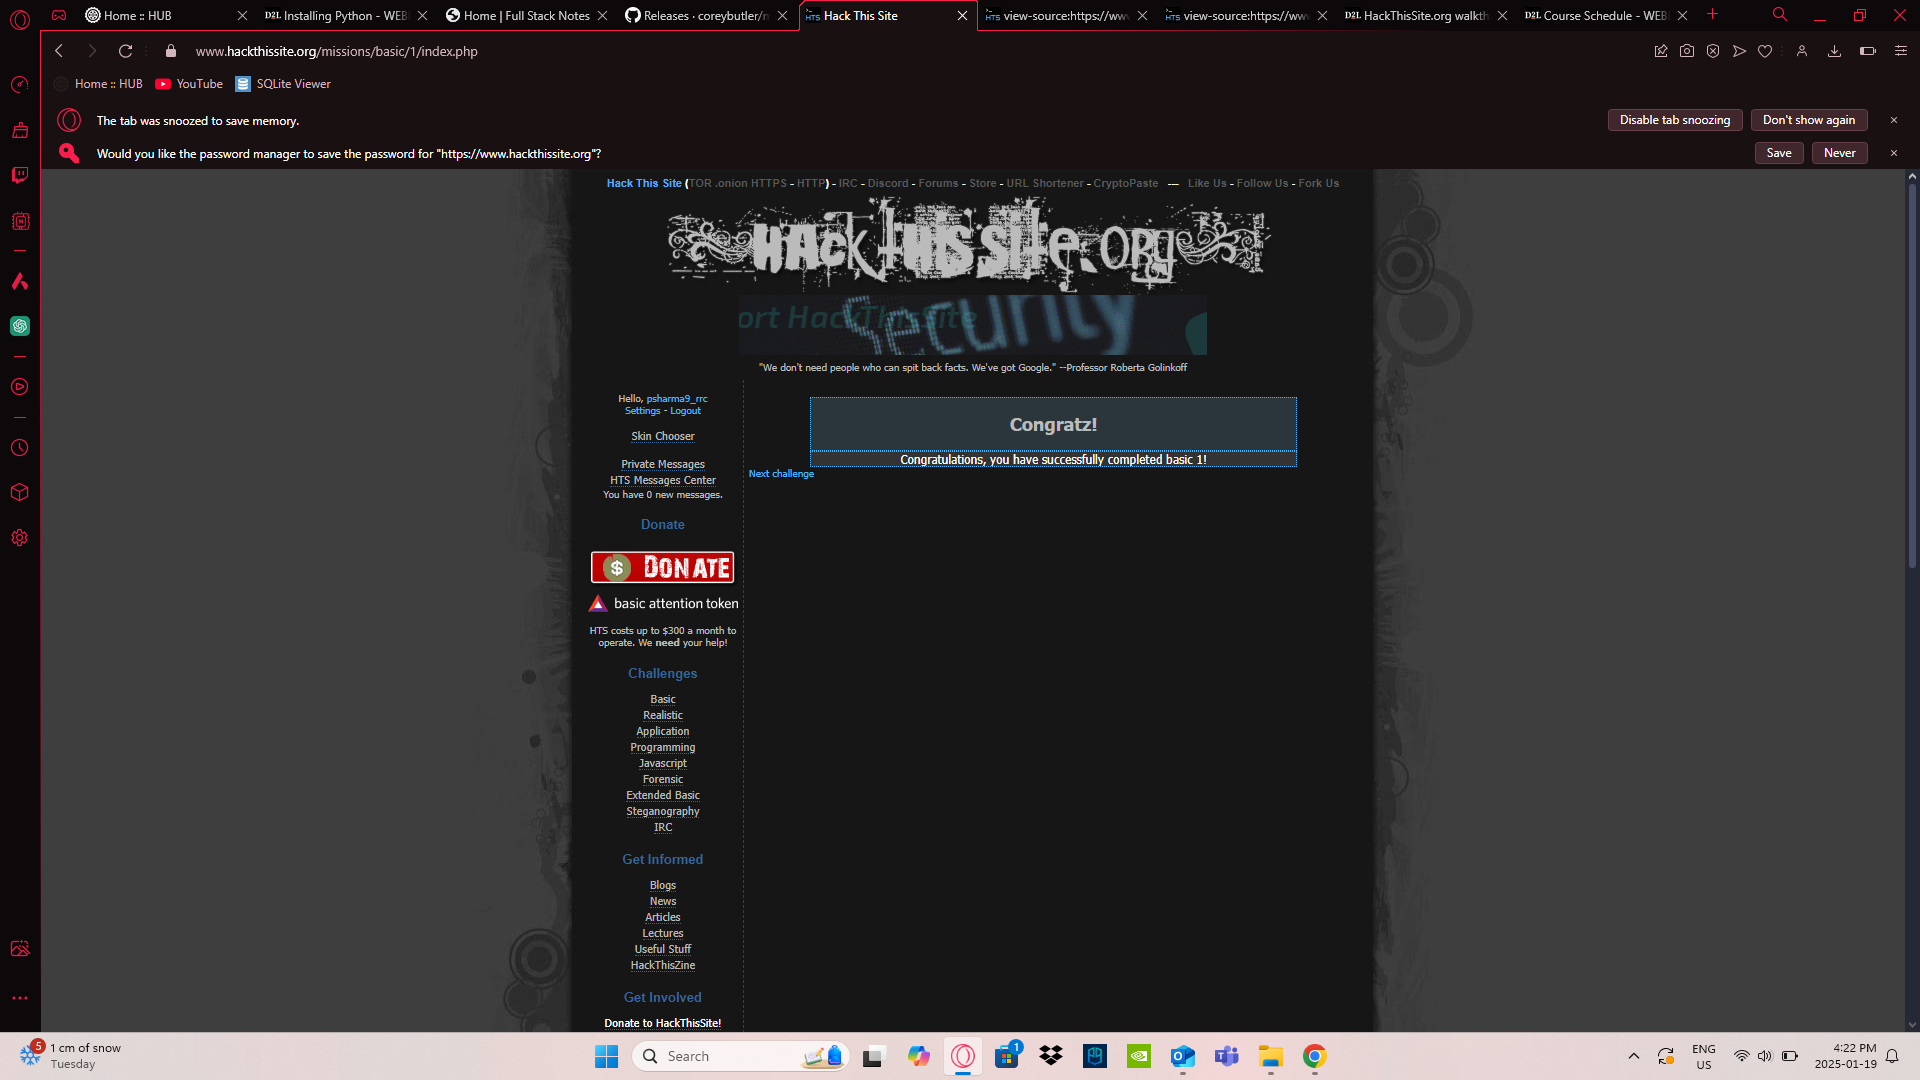 Home :: HUB
D2L Installing Python - WEB
Home | Full Stack Notes
Releases · coreybutler/n
HTS Hack This Site
HTS view-source:https://ww
HTS view-source:https://ww
D2L HackThisSite.org walkth
D2L Course Schedule - WEB
www.hackthissite.org/missions/basic/1/index.php
Home :: HUB YouTube SQLite Viewer
The tab was snoozed to save memory.
Disable tab snoozing
Don't show again
Would you like the password manager to save the password for "https://www.hackthissite.org"?
Save
Never
Hack This Site (TOR .onion HTTPS - HTTP) - IRC - Discord - Forums - Store - URL Shortener - CryptoPaste --- Like Us - Follow Us - Fork Us
HAck tHIS SitE.ORG
ort HackThisSite
Security
"We don't need people who can spit back facts. We've got Google." --Professor Roberta Golinkoff
Hello, psharma9_rrc
Settings - Logout
Skin Chooser
Private Messages
HTS Messages Center
You have 0 new messages.
Donate
$ DONATE
basic attention token
HTS costs up to $300 a month to
operate. We need your help!
Challenges
Basic
Realistic
Application
Programming
Javascript
Forensic
Extended Basic
Steganography
IRC
Get Informed
Blogs
News
Articles
Lectures
Useful Stuff
HackThisZine
Get Involved
Donate to HackThisSite!
Congratz!
Congratulations, you have successfully completed basic 1!
Next challenge
5
1 cm of snow
Tuesday
Search
1
ENG
US
4:22 PM
2025-01-19